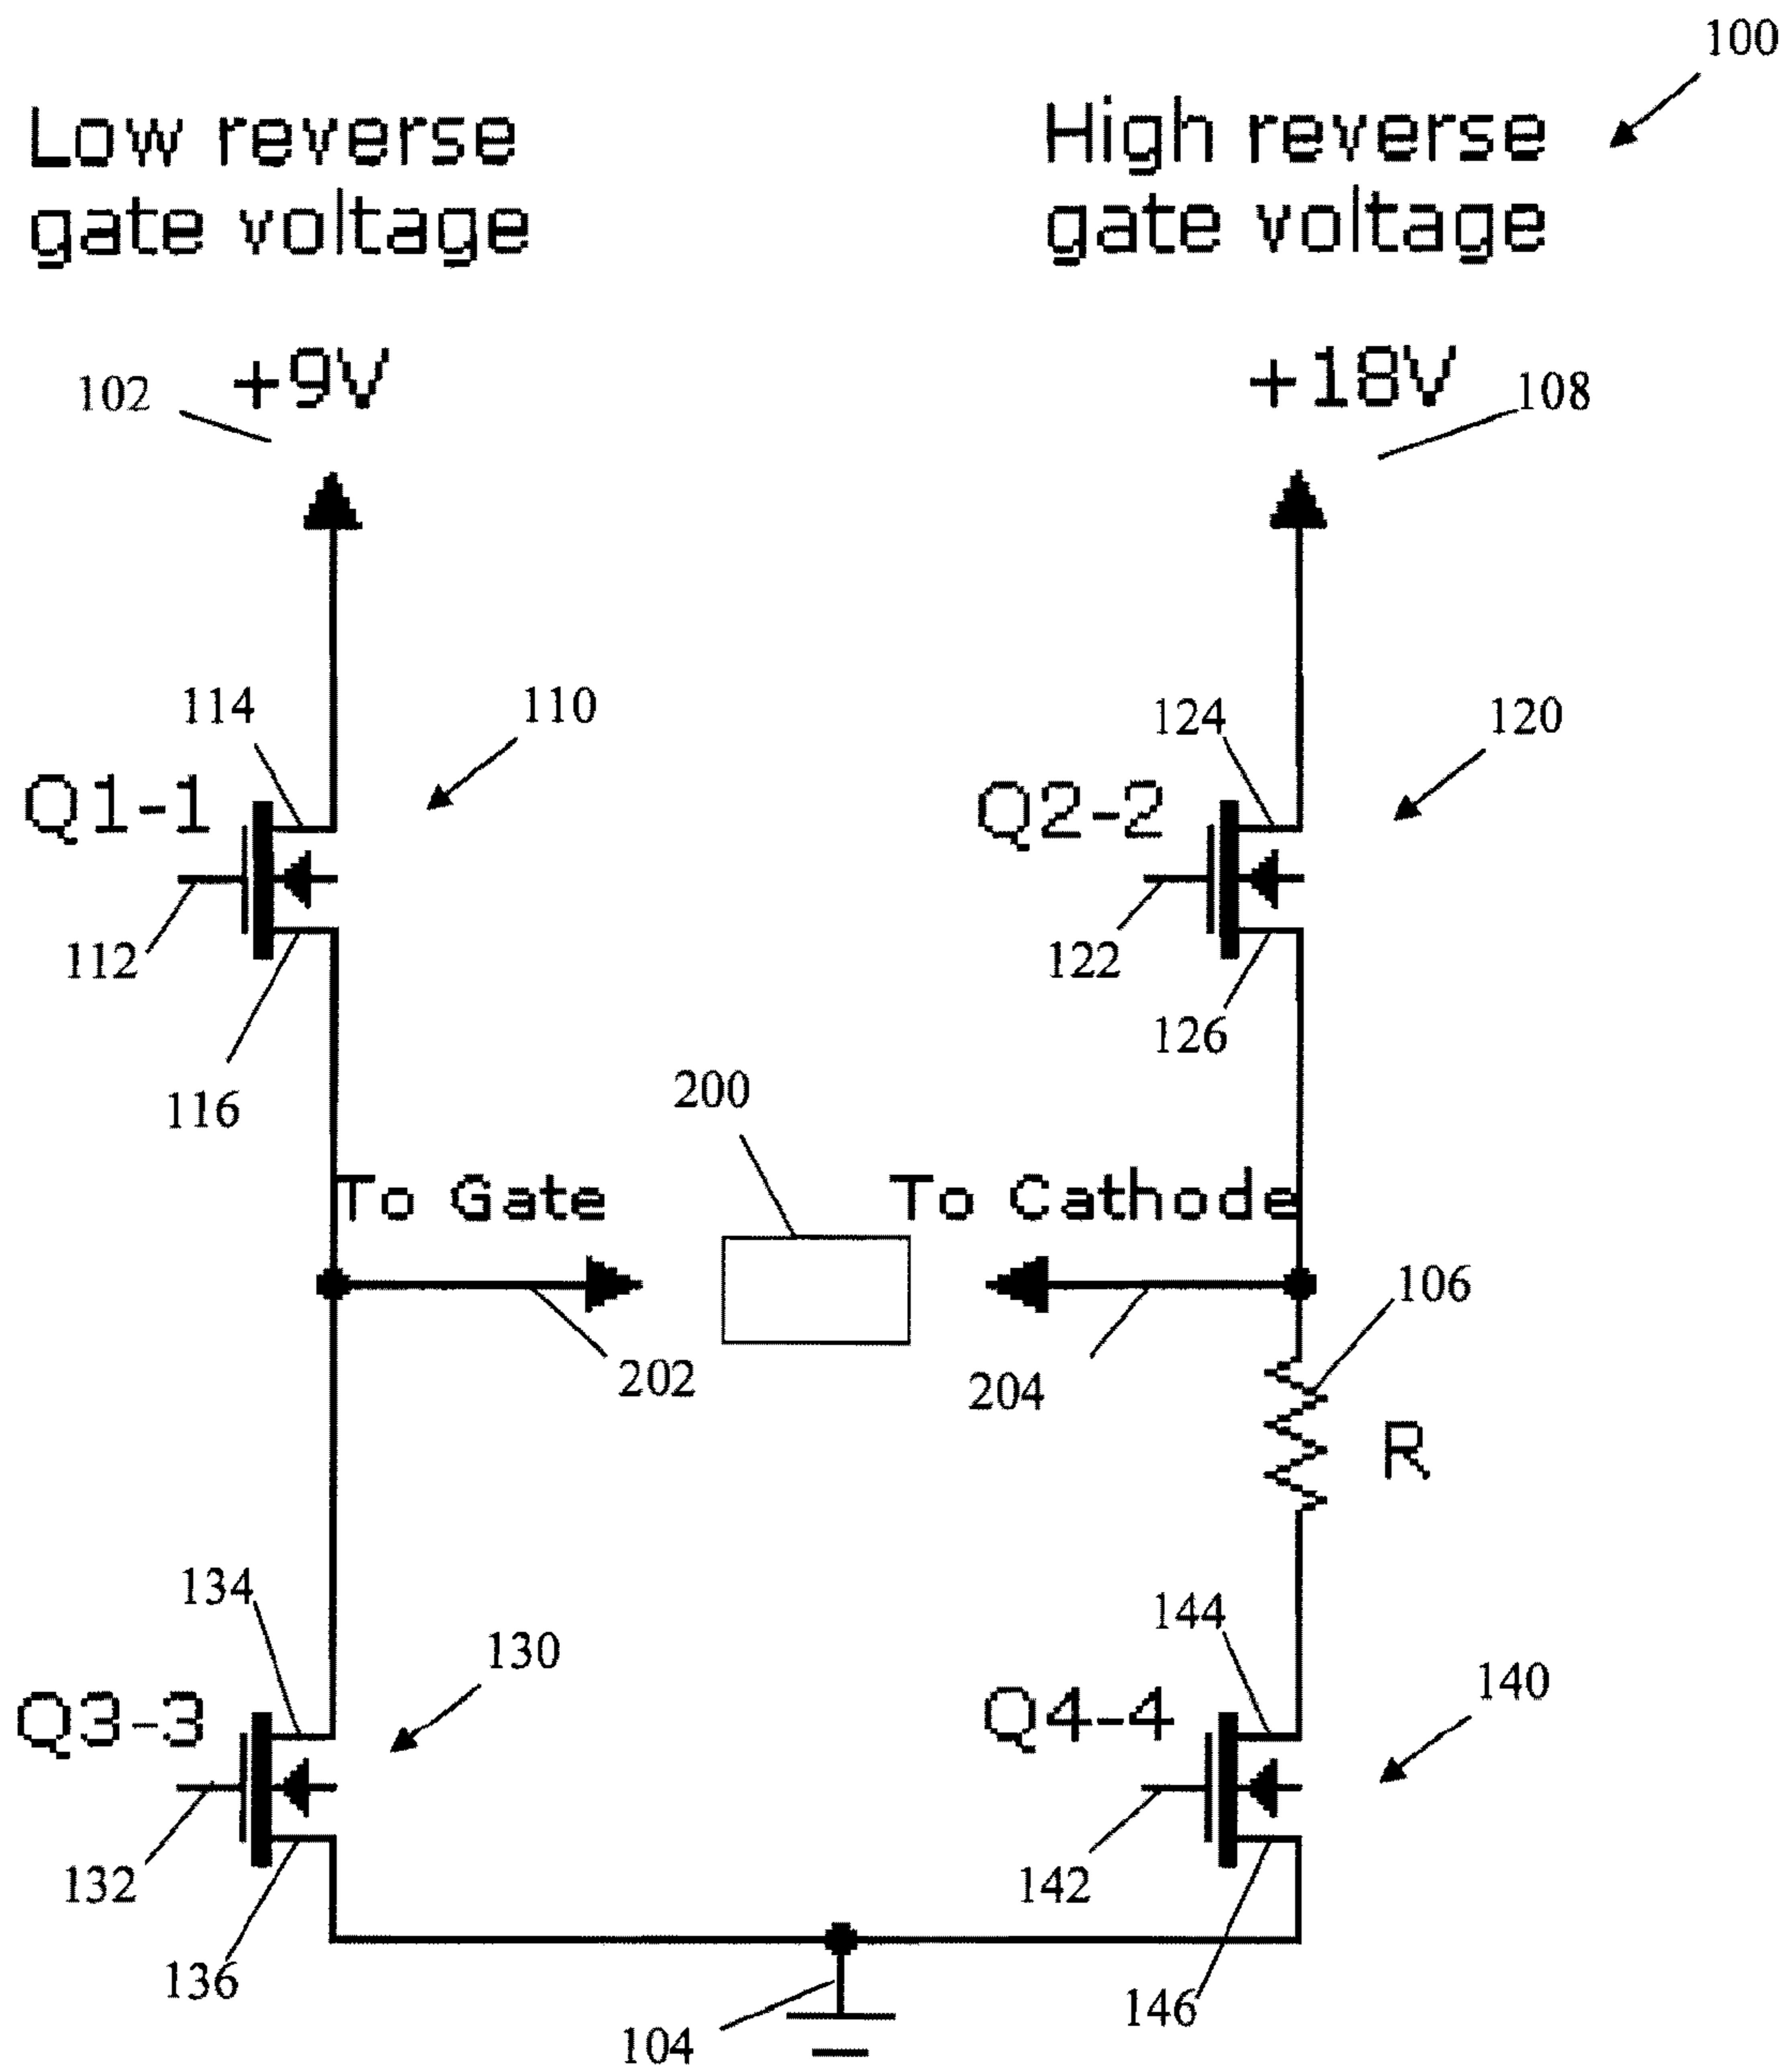 100
Low reverse
gate voltage
High reverse
gate voltage
102
+9V
+18V
108
114
110
124
120
Q1-1
Q2-2
112
122
116
126
200
To Gate
To Cathode
106
202
204
R
134
130
144
140
Q3-3
Q4-4
132
142
136
146
104